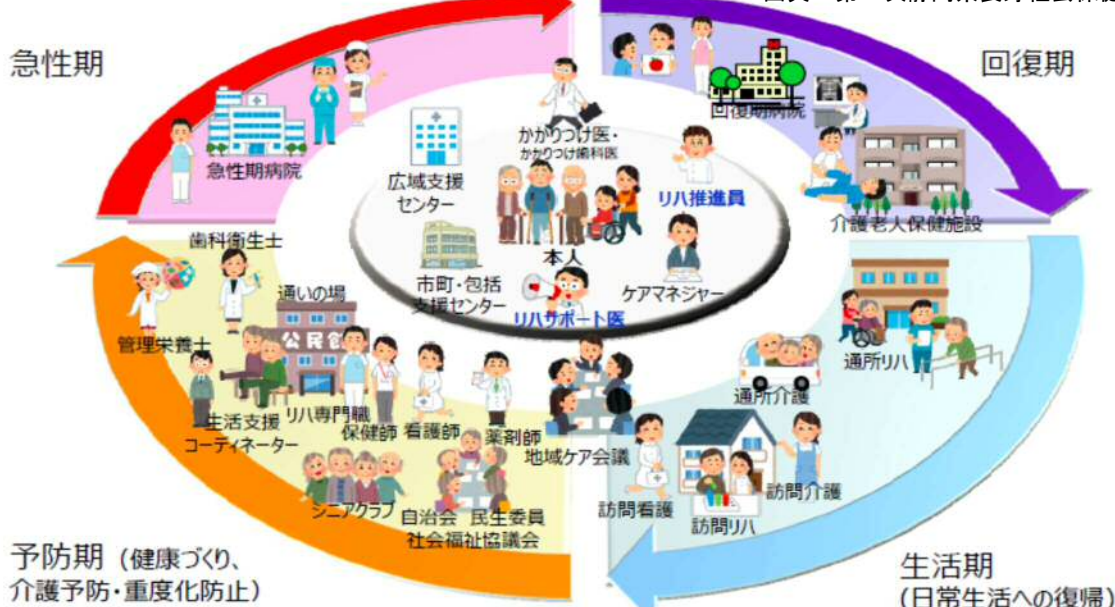 急性期
回復期
急性期病院
回復期病院
介護老人保健施設
かかりつけ医・
かかりつけ歯科医
広域支援
センター
リハ推進員
本人
市町・包括
支援センター
ケアマネジャー
リハサポート医
歯科衛生士
管理栄養士
通いの場
公民館
生活支援
コーディネーター
リハ専門職
保健師
看護師
薬剤師
地域ケア会議
シニアクラブ
自治会 民生委員
社会福祉協議会
通所リハ
通所介護
訪問看護
訪問リハ
訪問介護
予防期(健康づくり、
介護予防・重度化防止)
生活期
(日常生活への復帰)